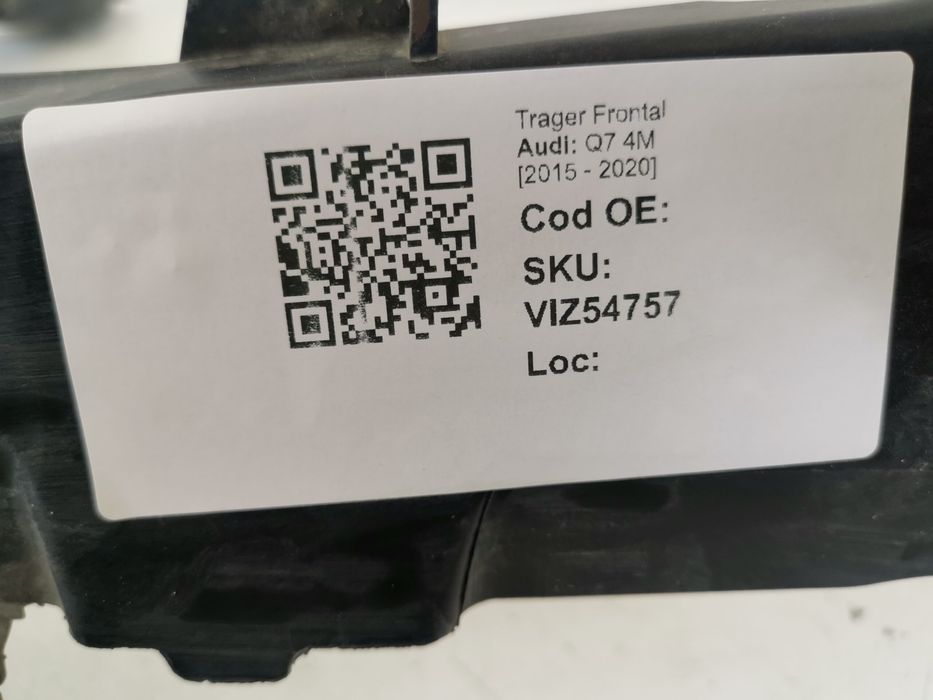 Trager Frontal
Audi: Q7 4M
[2015 - 2020]
Cod OE:
SKU:
VIZ54757
Loc: